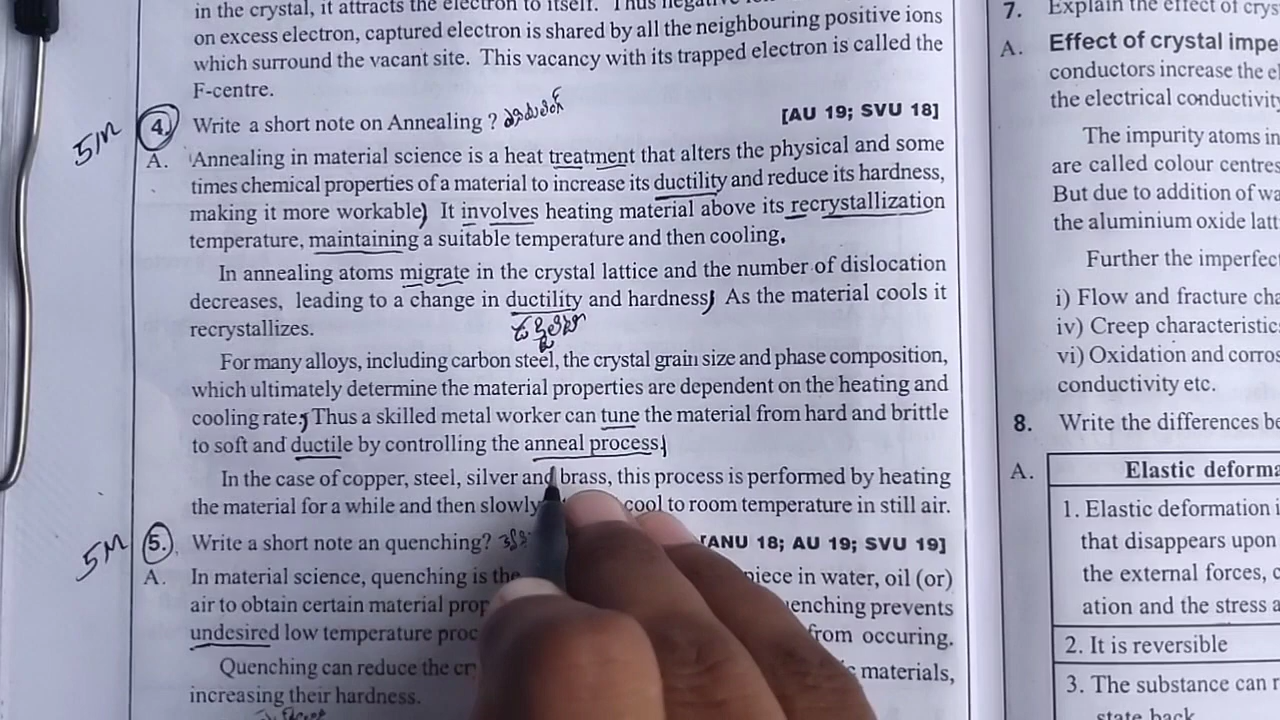 in the crystal, it attracts the electron to itself. Thus
on excess electron, captured electron is shared by all the neighbouring positive ions
which surround the vacant site. This vacancy with its trapped electron is called the
F-centre.
5M
4. Write a short note on Annealing ?
[AU 19; SVU 18]
A. Annealing in material science is a heat treatment that alters the physical and some
times chemical properties of a material to increase its ductility and reduce its hardness,
making it more workable) It involves heating material above its recrystallization
temperature, maintaining a suitable temperature and then cooling.
In annealing atoms migrate in the crystal lattice and the number of dislocation
decreases, leading to a change in ductility and hardness) As the material cools it
recrystallizes.
For many alloys, including carbon steel, the crystal grain size and phase composition,
which ultimately determine the material properties are dependent on the heating and
cooling rate, Thus a skilled metal worker can tune the material from hard and brittle
to soft and ductile by controlling the anneal process.
In the case of copper, steel, silver and brass, this process is performed by heating
the material for a while and then slowly cool to room temperature in still air.
5M
5. Write a short note an quenching?
[ANU 18; AU 19; SVU 19]
A. In material science, quenching is the piece in water, oil (or)
air to obtain certain material quenching prevents
undesired low temperature from occuring.
Quenching can reduce the materials,
increasing their hardness.
7. Explain the effect of
A. Effect of crystal
conductors increase the
the electrical conductivity
The impurity atoms in
are called colour centres
But due to addition of
the aluminium oxide
Further the
i) Flow and fracture
iv) Creep
vi) Oxidation and
conductivity etc.
8. Write the differences
A. Elastic
1. Elastic deformation
that disappears upon
the external forces,
ation and the stress
2. It is reversible
3. The substance can
state back